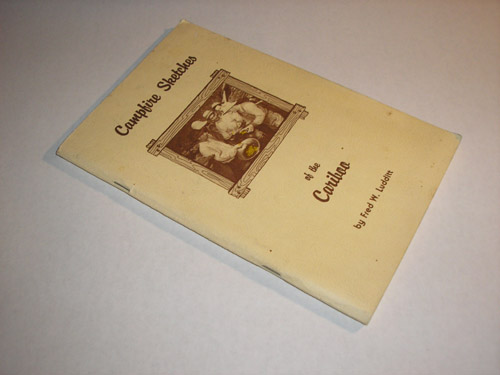 Campfire Sketches
of the
Cariboo
by Fred W. Ludditt